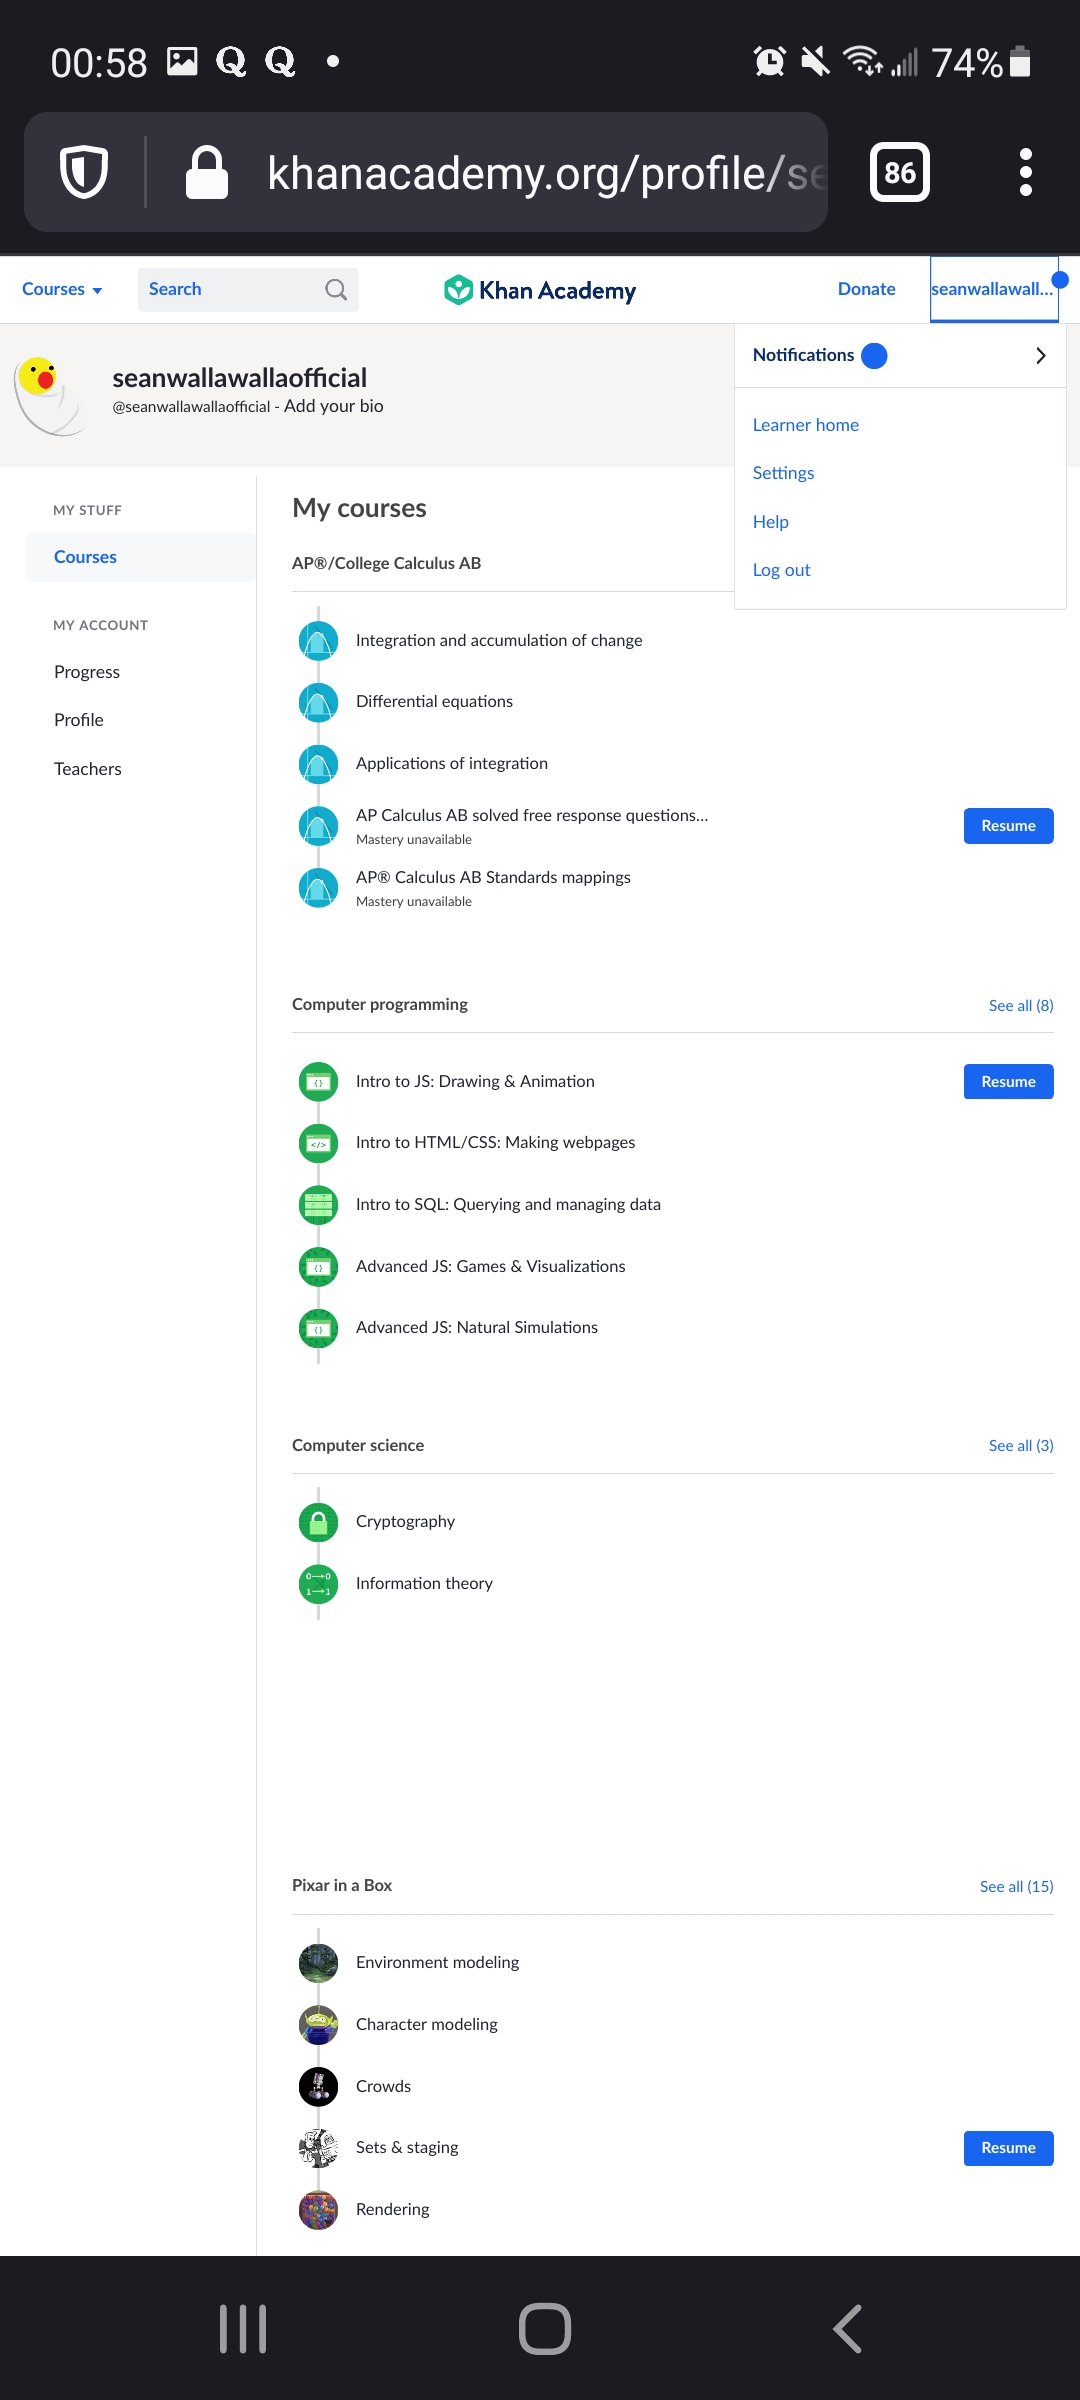 00:58
74%
khanacademy.org/profile/se
86
Courses
Search
Khan Academy
Donate
seanwallawall...
Notifications
Learner home
Settings
Help
Log out
seanwallawallaofficial
@seanwallawallaofficial - Add your bio
MY STUFF
Courses
MY ACCOUNT
Progress
Profile
Teachers
My courses
AP®/College Calculus AB
Integration and accumulation of change
Differential equations
Applications of integration
AP Calculus AB solved free response questions...
Mastery unavailable
Resume
AP® Calculus AB Standards mappings
Mastery unavailable
Computer programming
See all (8)
Intro to JS: Drawing & Animation
Resume
Intro to HTML/CSS: Making webpages
Intro to SQL: Querying and managing data
Advanced JS: Games & Visualizations
Advanced JS: Natural Simulations
Computer science
See all (3)
Cryptography
Information theory
Pixar in a Box
See all (15)
Environment modeling
Character modeling
Crowds
Sets & staging
Resume
Rendering